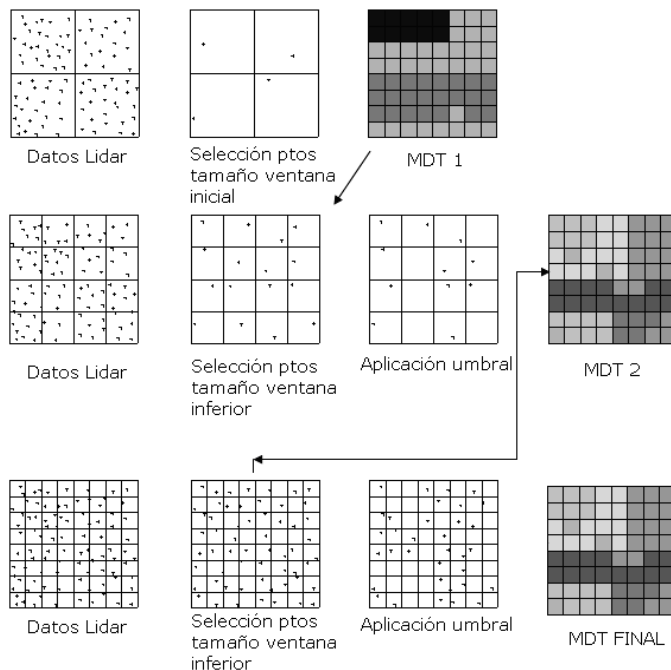 Datos Lidar
Selección ptos
tamaño ventana
inicial
MDT 1
Datos Lidar
Selección ptos
tamaño ventana
inferior
Aplicación umbral
MDT 2
Datos Lidar
Selección ptos
tamaño ventana
inferior
Aplicación umbral
MDT FINAL